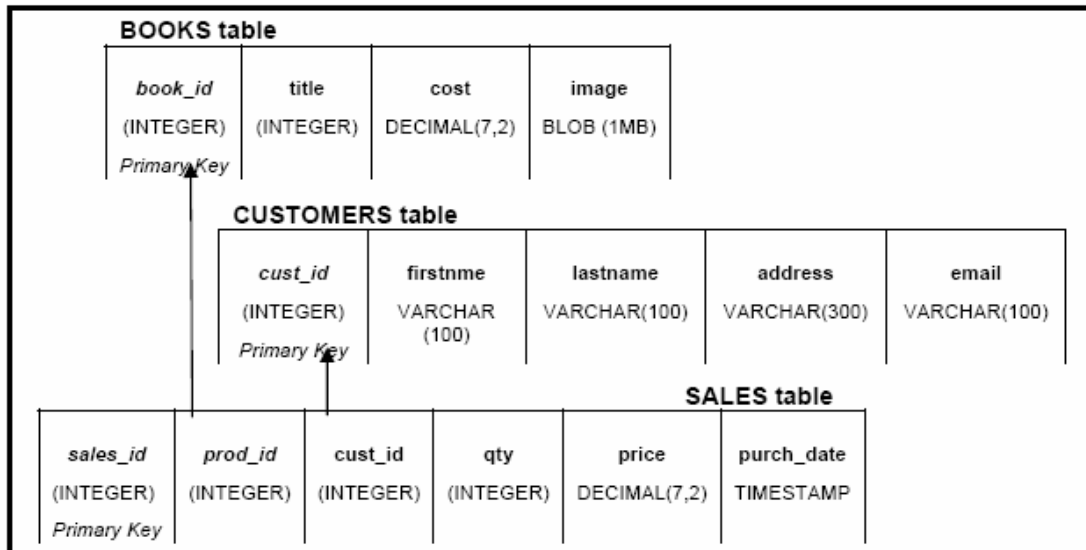 BOOKS table
book_id title cost image
(INTEGER) (INTEGER) DECIMAL(7,2) BLOB (1MB)
Primary Key
CUSTOMERS table
cust_id firstnme lastname address email
(INTEGER) VARCHAR VARCHAR(100) VARCHAR(300) VARCHAR(100)
(100)
Primary Key
SALES table
sales_id prod_id cust_id qty price purch_date
(INTEGER) (INTEGER) (INTEGER) (INTEGER) DECIMAL(7,2) TIMESTAMP
Primary Key